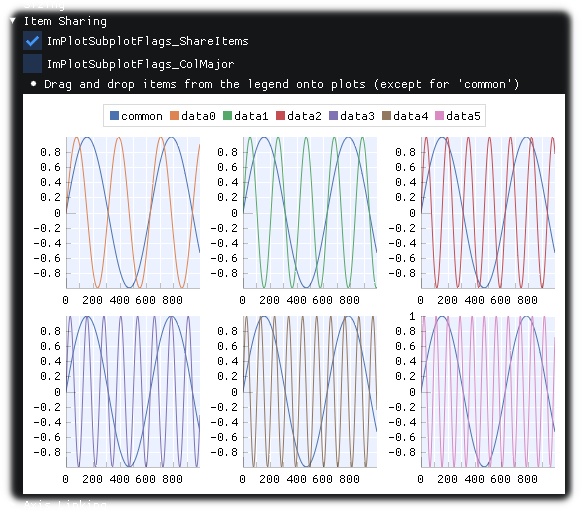 Item Sharing
ImPlotSubplotFlags_ShareItems
ImPlotSubplotFlags_ColMajor
Drag and drop items from the legend onto plots (except for 'common')
common data0 data1 data2 data3 data4 data5
0.8 0.8 0.8
0.6 0.6 0.6
0.4 0.4 0.4
0.2 0.2 0.2
0 0 0
−0.2 −0.2 −0.2
−0.4 −0.4 −0.4
−0.6 −0.6 −0.6
−0.8 −0.8 −0.8
0 200 400 600 800 0 200 400 600 800 0 200 400 600 800
1
0.8 0.8 0.8
0.6 0.6 0.6
0.4 0.4 0.4
0.2 0.2 0.2
0 0 0
−0.2 −0.2 −0.2
−0.4 −0.4 −0.4
−0.6 −0.6 −0.6
−0.8 −0.8 −0.8
0 200 400 600 800 0 200 400 600 800 0 200 400 600 800